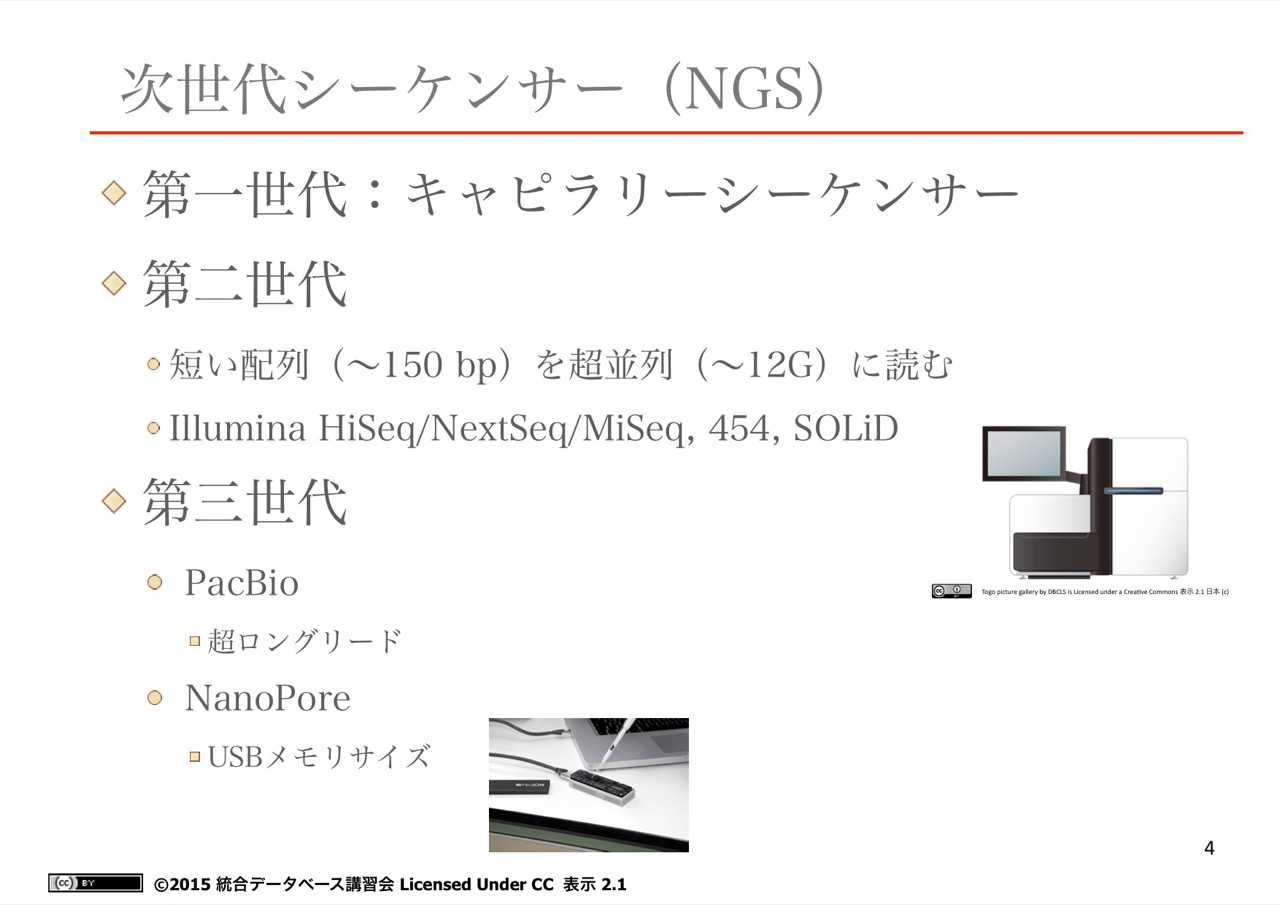 次世代シーケンサー（NGS）
第一世代：キャピラリーシーケンサー
第二世代
短い配列（〜150 bp）を超並列（〜12G）に読む
Illumina HiSeq/NextSeq/MiSeq, 454, SOLiD
第三世代
Togo picture gallery by DBCLS is Licensed under a Creative Commons 表示 2.1 日本 (c)
PacBio
超ロングリード
NanoPore
USBメモリサイズ
4
cc BY ©2015 統合データベース講習会 Licensed Under CC 表示 2.1